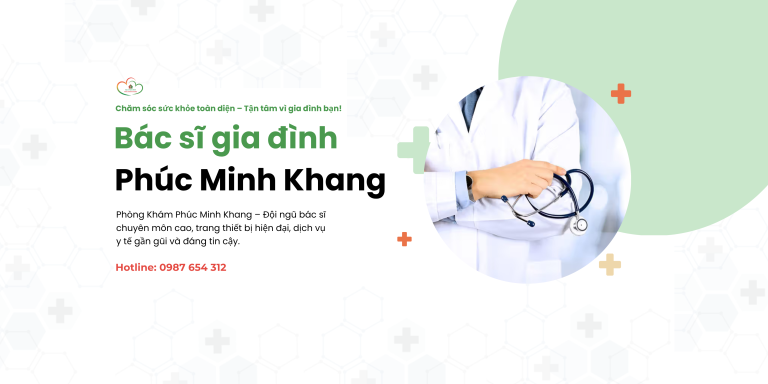 Chăm sóc sức khỏe toàn diện – Tận tâm vì gia đình bạn!
Bác sĩ gia đình
Phúc Minh Khang
Phòng Khám Phúc Minh Khang – Đội ngũ bác sĩ
chuyên môn cao, trang thiết bị hiện đại, dịch vụ
y tế gần gũi và đáng tin cậy.
Hotline: 0987 654 312